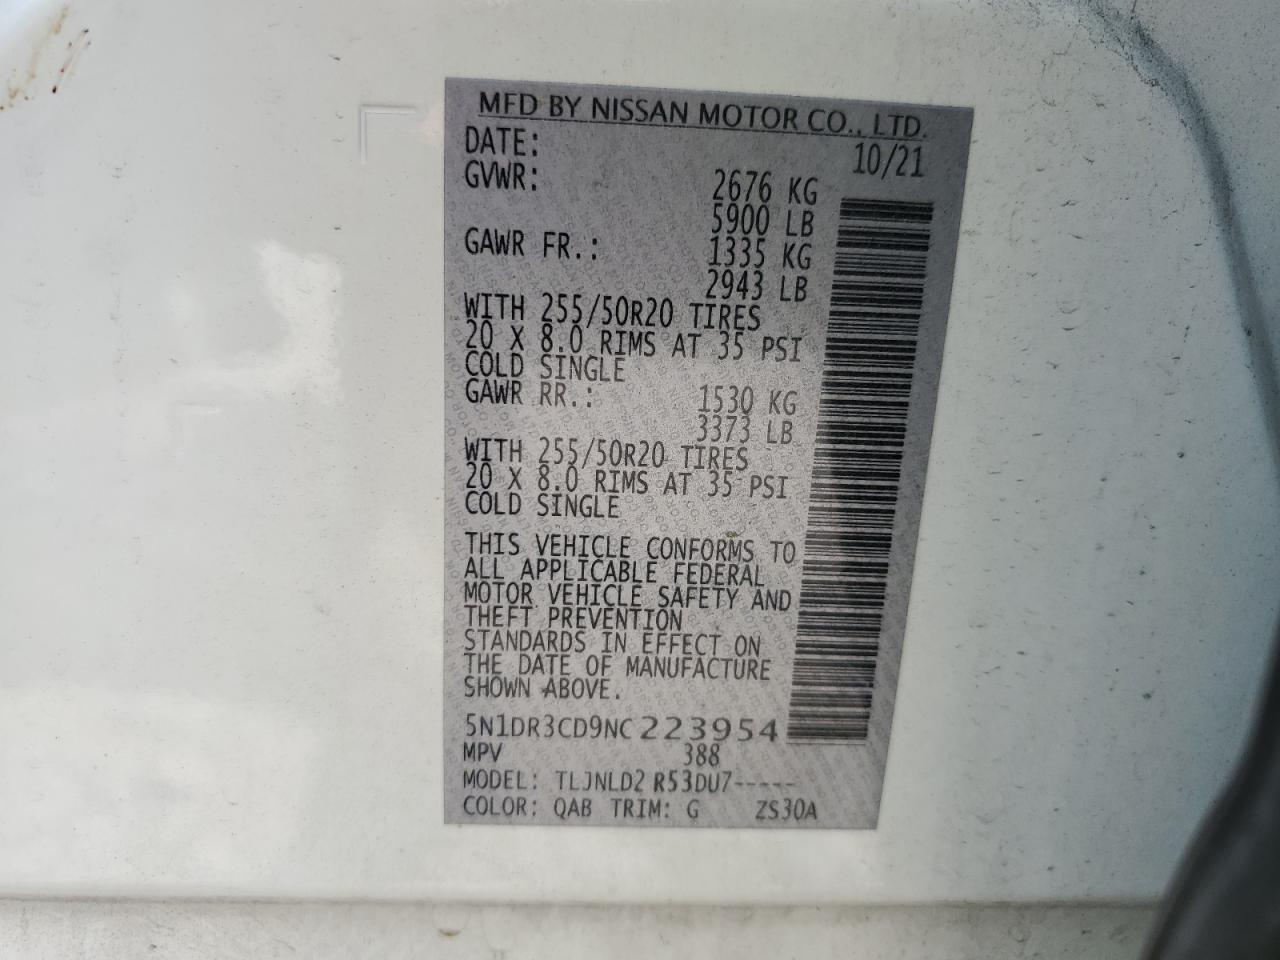 MFD BY NISSAN MOTOR CO., LTD.
DATE: 10/21
GVWR: 2676 KG
5900 LB
GAWR FR.: 1335 KG
2943 LB
WITH 255/50R20 TIRES
20 X 8.0 RIMS AT 35 PSI
COLD SINGLE
GAWR RR.: 1530 KG
3373 LB
WITH 255/50R20 TIRES
20 X 8.0 RIMS AT 35 PSI
COLD SINGLE
THIS VEHICLE CONFORMS TO
ALL APPLICABLE FEDERAL
MOTOR VEHICLE SAFETY AND
THEFT PREVENTION
STANDARDS IN EFFECT ON
THE DATE OF MANUFACTURE
SHOWN ABOVE.
5N1DR3CD9NC223954
MPV 388
MODEL: TLJNLD2 R53DU7-----
COLOR: QAB TRIM: G ZS30A